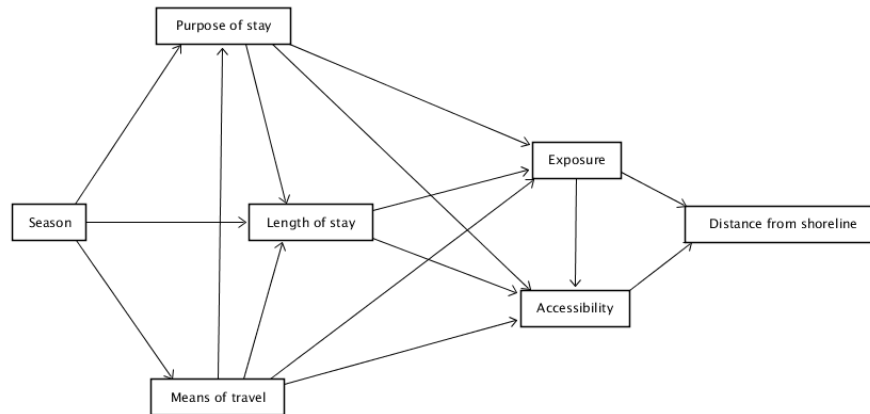 Purpose of stay
Exposure
Season
Length of stay
Distance from shoreline
Accessibility
Means of travel